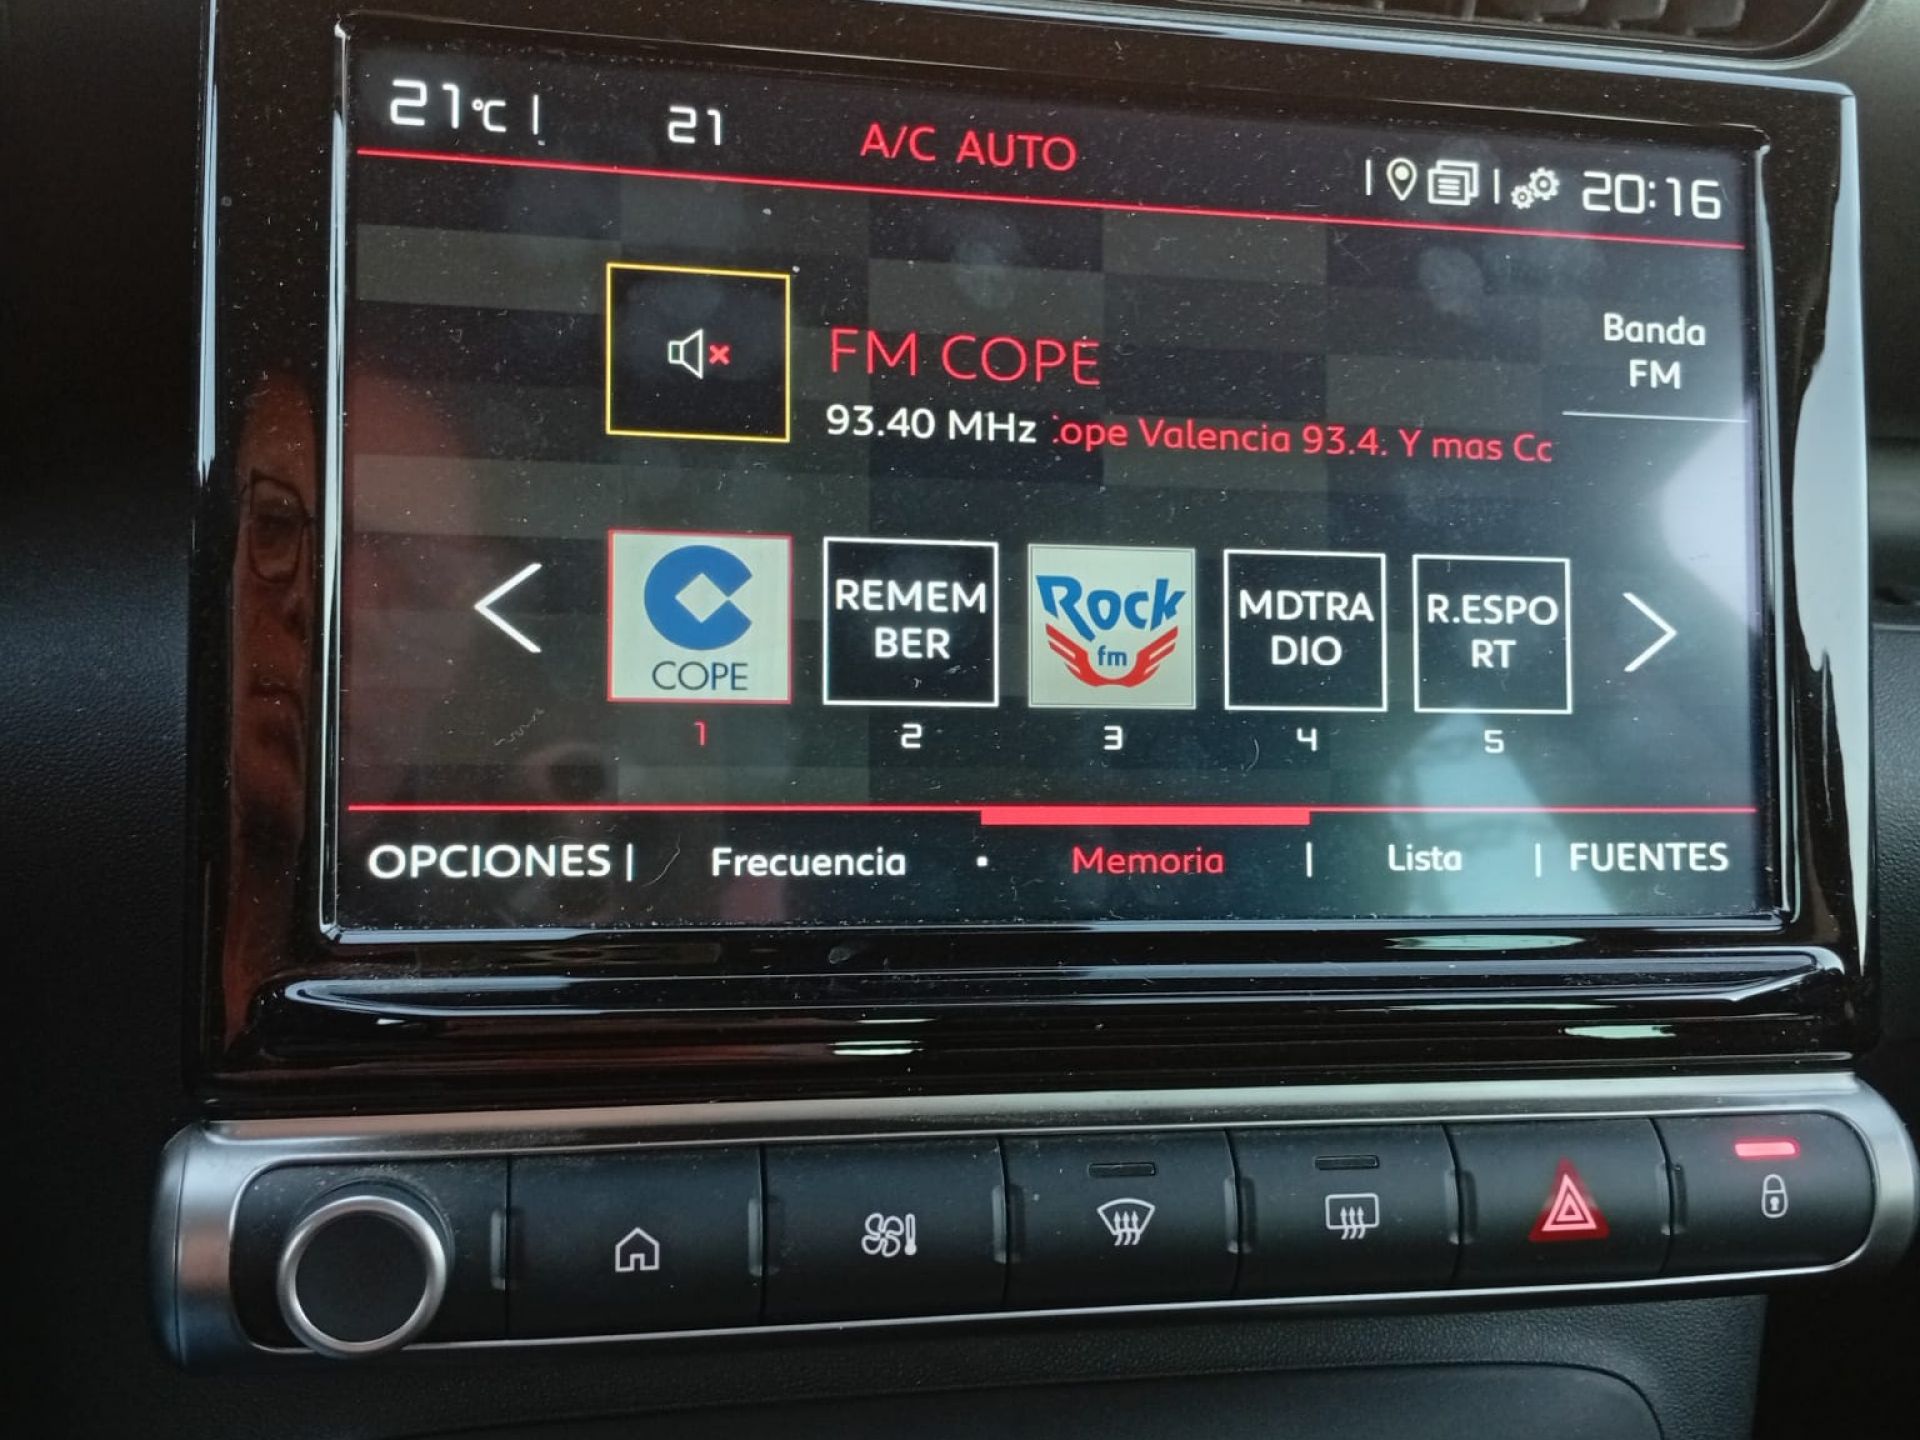 21°C | 21 A/C AUTO 20:16
FM COPE
93.40 MHz :ope Valencia 93.4. Y mas Cc
Banda
FM
COPE
REMEM
BER
Rock
fm
MDTRA
DIO
R.ESPO
RT
1 2 3 4 5
OPCIONES | Frecuencia • Memoria | Lista | FUENTES